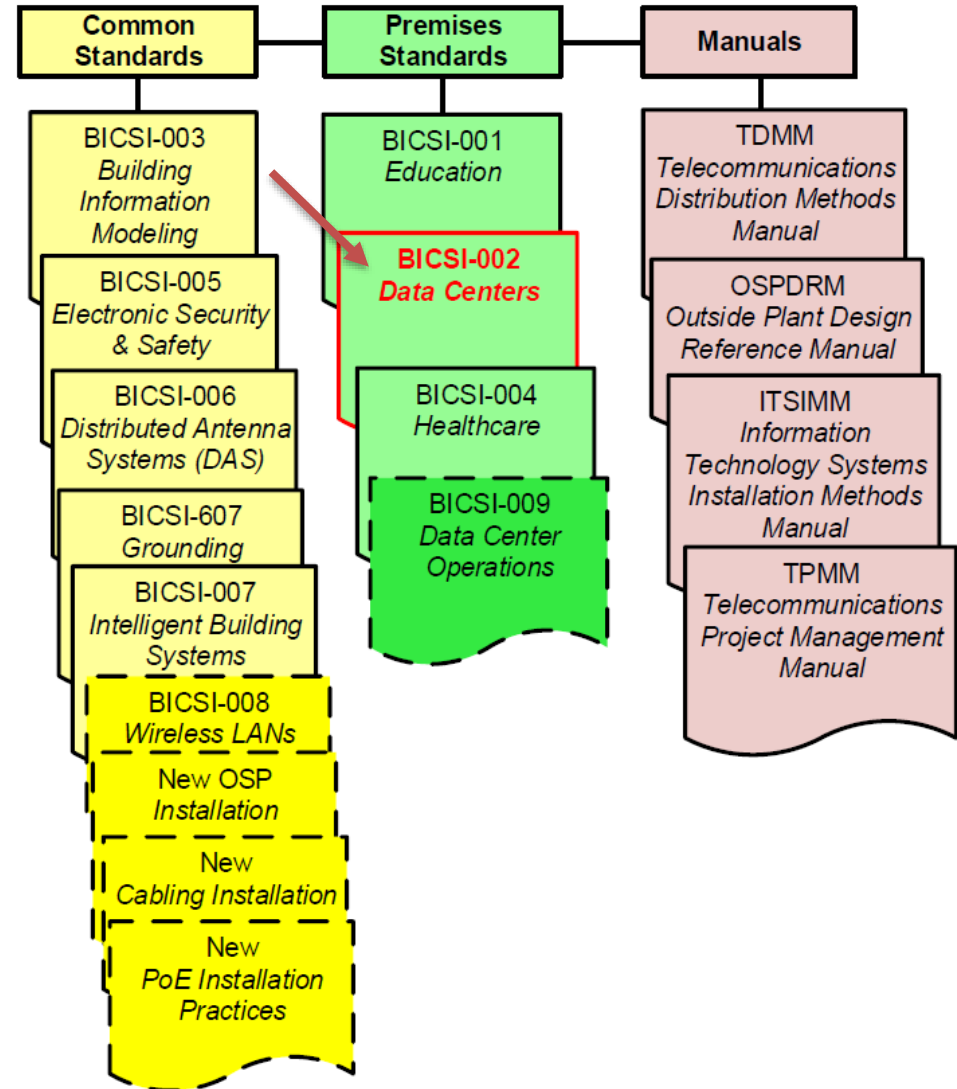 Common
Standards
Premises
Standards
Manuals
BICSI-003
Building
Information
Modeling
BICSI-005
Electronic Security
& Safety
BICSI-006
Distributed Antenna
Systems (DAS)
BICSI-607
Grounding
BICSI-007
Intelligent Building
Systems
BICSI-008
Wireless LANs
New OSP
Installation
New
Cabling Installation
New
PoE Installation
Practices
BICSI-001
Education
BICSI-002
Data Centers
BICSI-004
Healthcare
BICSI-009
Data Center
Operations
TDMM
Telecommunications
Distribution Methods
Manual
OSPDRM
Outside Plant Design
Reference Manual
ITSIMM
Information
Technology Systems
Installation Methods
Manual
TPMM
Telecommunications
Project Management
Manual